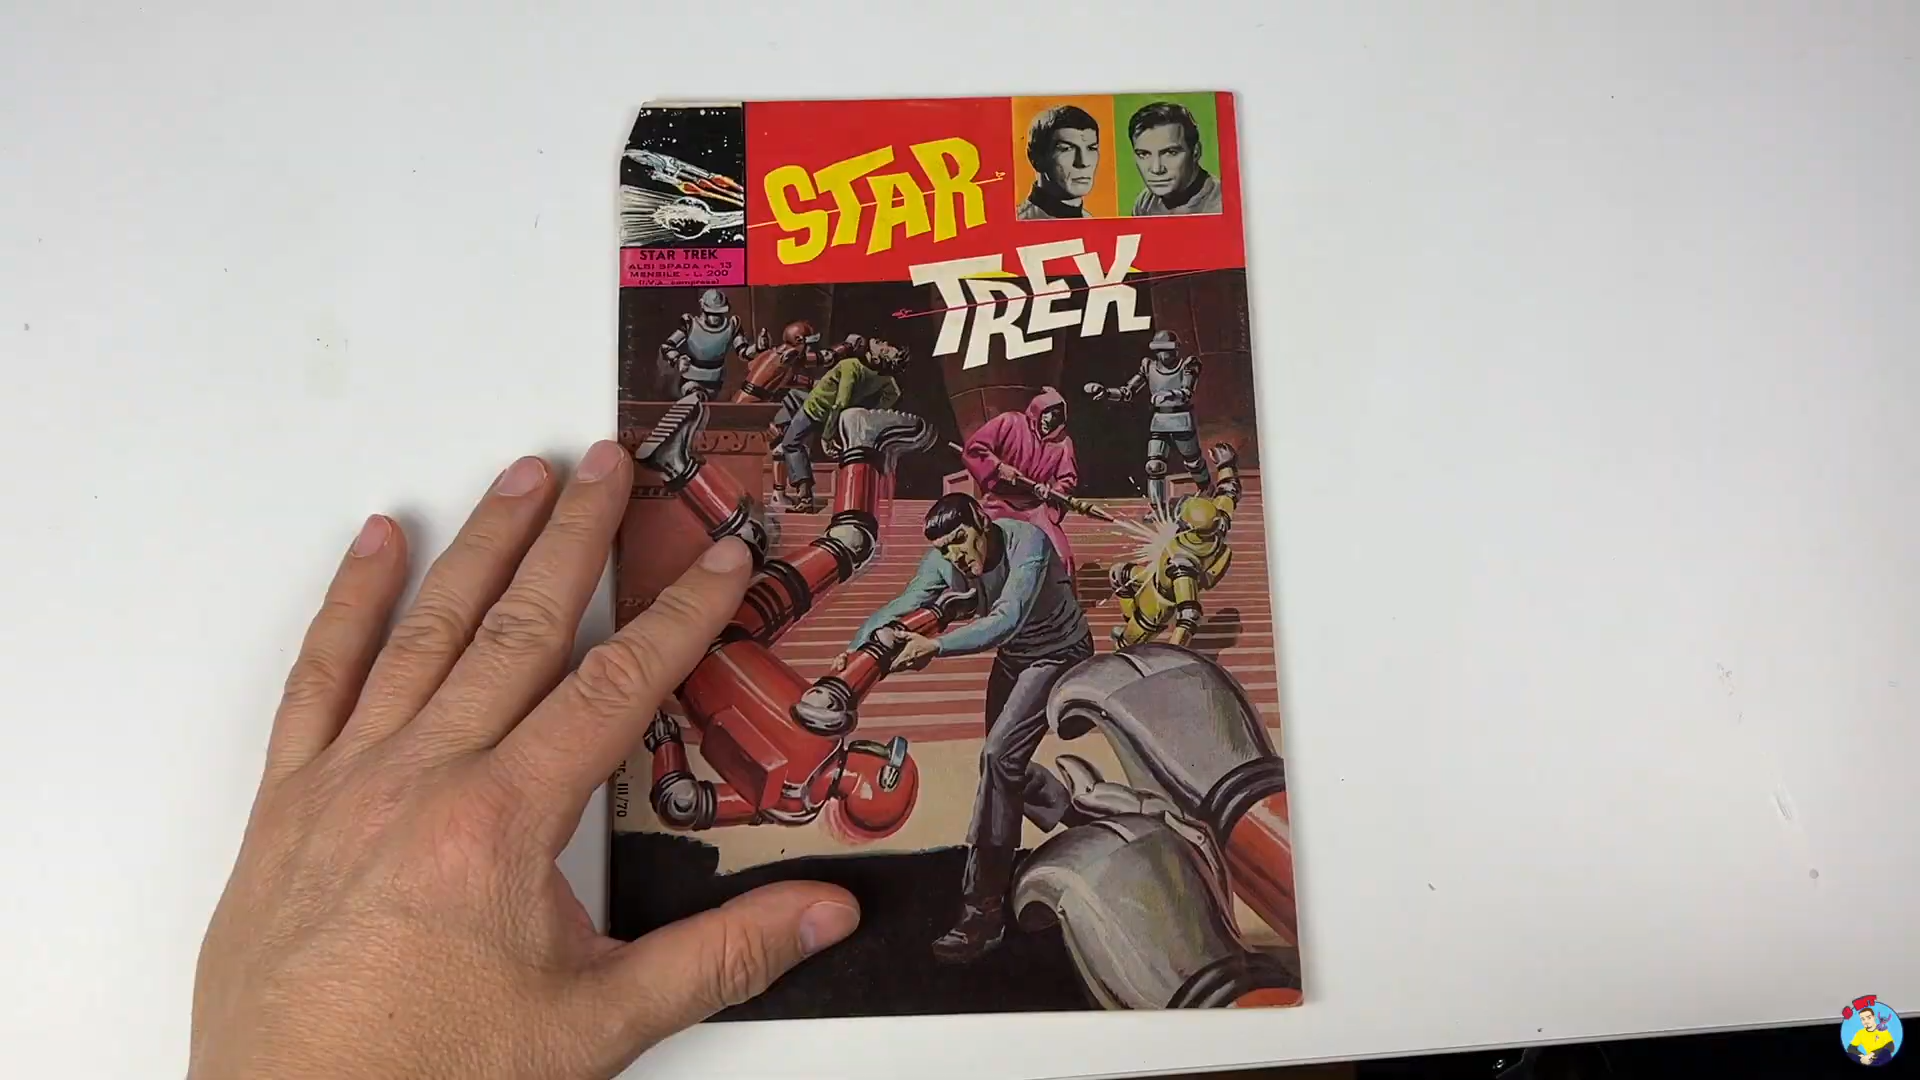 STAR
TREK
STAR TREK
ALBI SPADA n. 13
MENSILE - L. 200
(I.V.A. compresa)
III/70